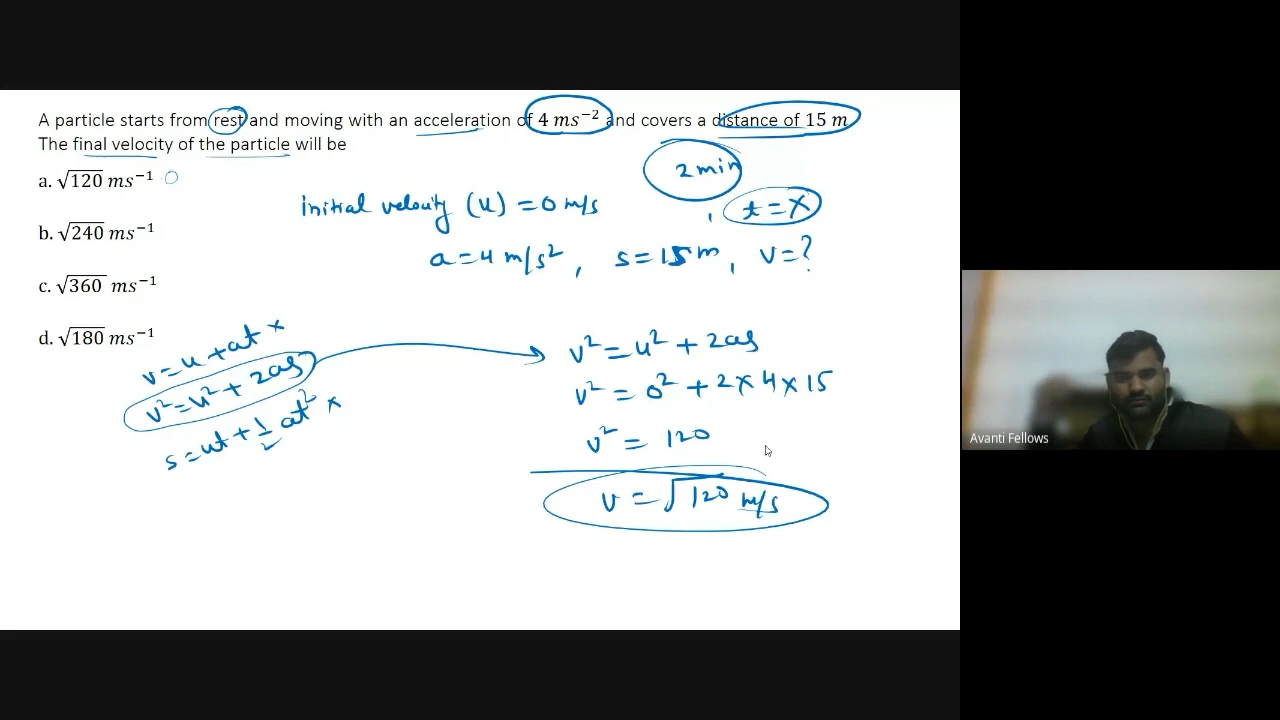 A particle starts from rest and moving with an acceleration of 4 ms⁻² and covers a distance of 15 m
The final velocity of the particle will be
2 min
a. √120 ms⁻¹
initial velocity (u) = 0 m/s
, t = x
b. √240 ms⁻¹
a = 4 m/s², s = 15 m, v = ?
c. √360 ms⁻¹
d. √180 ms⁻¹
v = u + at ×
v² = u² + 2as
s = ut + ½ at² ×
v² = u² + 2as
v² = 0² + 2 × 4 × 15
v² = 120
v = √120 m/s
Avanti Fellows